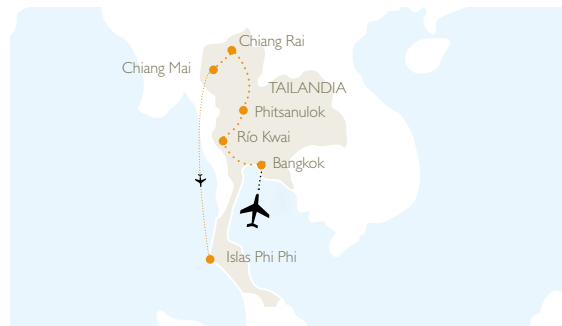 Chiang Rai
Chiang Mai
TAILANDIA
Phitsanulok
Río Kwai
Bangkok
Islas Phi Phi